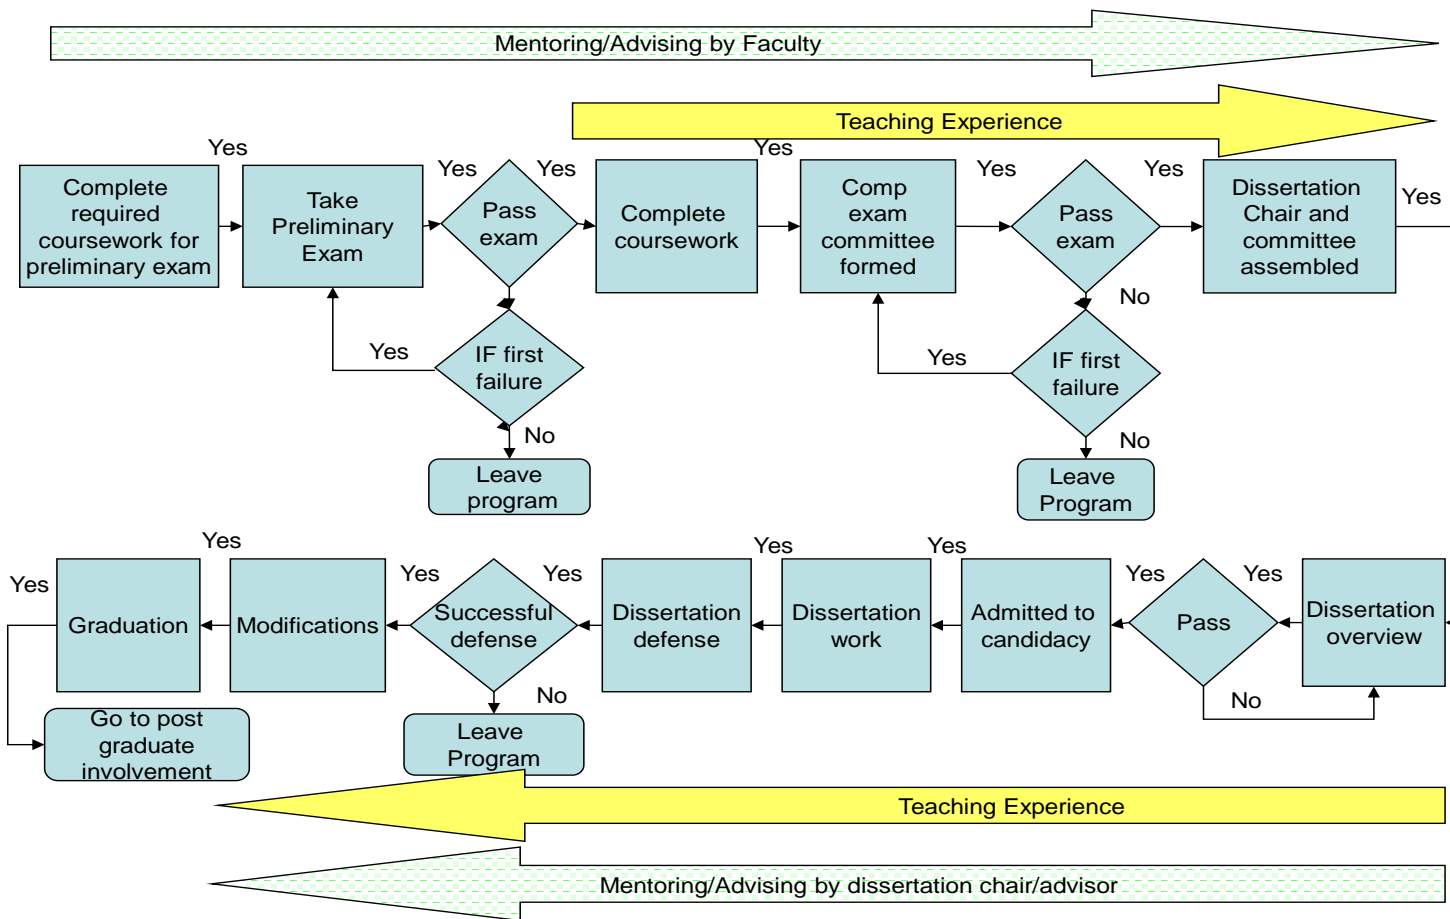 Mentoring/Advising by Faculty
Teaching Experience
Yes
Yes
Yes
Yes
Yes
Yes
Yes
Complete
required
coursework for
preliminary exam
Take
Preliminary
Exam
Pass
exam
Complete
coursework
Comp
exam
committee
formed
Pass
exam
Dissertation
Chair and
committee
assembled
No
Yes
IF first
failure
Yes
IF first
failure
No
No
Leave
program
Leave
Program
Yes
Yes
Yes
Yes
Yes
Yes
Yes
Yes
Graduation
Modifications
Successful
defense
Dissertation
defense
Dissertation
work
Admitted to
candidacy
Pass
Dissertation
overview
No
No
Go to post
graduate
involvement
Leave
Program
Teaching Experience
Mentoring/Advising by dissertation chair/advisor